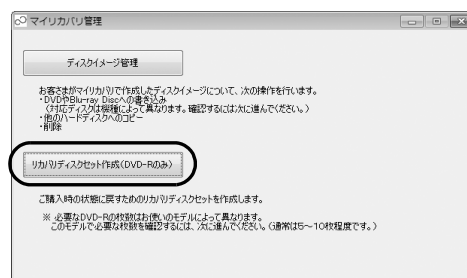 マイリカバリ管理
ディスクイメージ管理
お客さまがマイリカバリで作成したディスクイメージについて、次の操作を行います。
・DVDやBlu-ray Discへの書き込み
（対応ディスクは機種によって異なります。確認するには次に進んでください。）
・他のハードディスクへのコピー
・削除
リカバリディスクセット作成（DVD-Rのみ）
ご購入時の状態に戻すためのリカバリディスクセットを作成します。
※ 必要なDVD-Rの枚数はお使いのモデルによって異なります。
このモデルで必要な枚数を確認するには、次に進んでください。（通常は5～10枚程度です。）